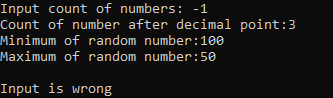 Input count of numbers: -1
Count of number after decimal point:3
Minimum of random number:100
Maximum of random number:50
Input is wrong